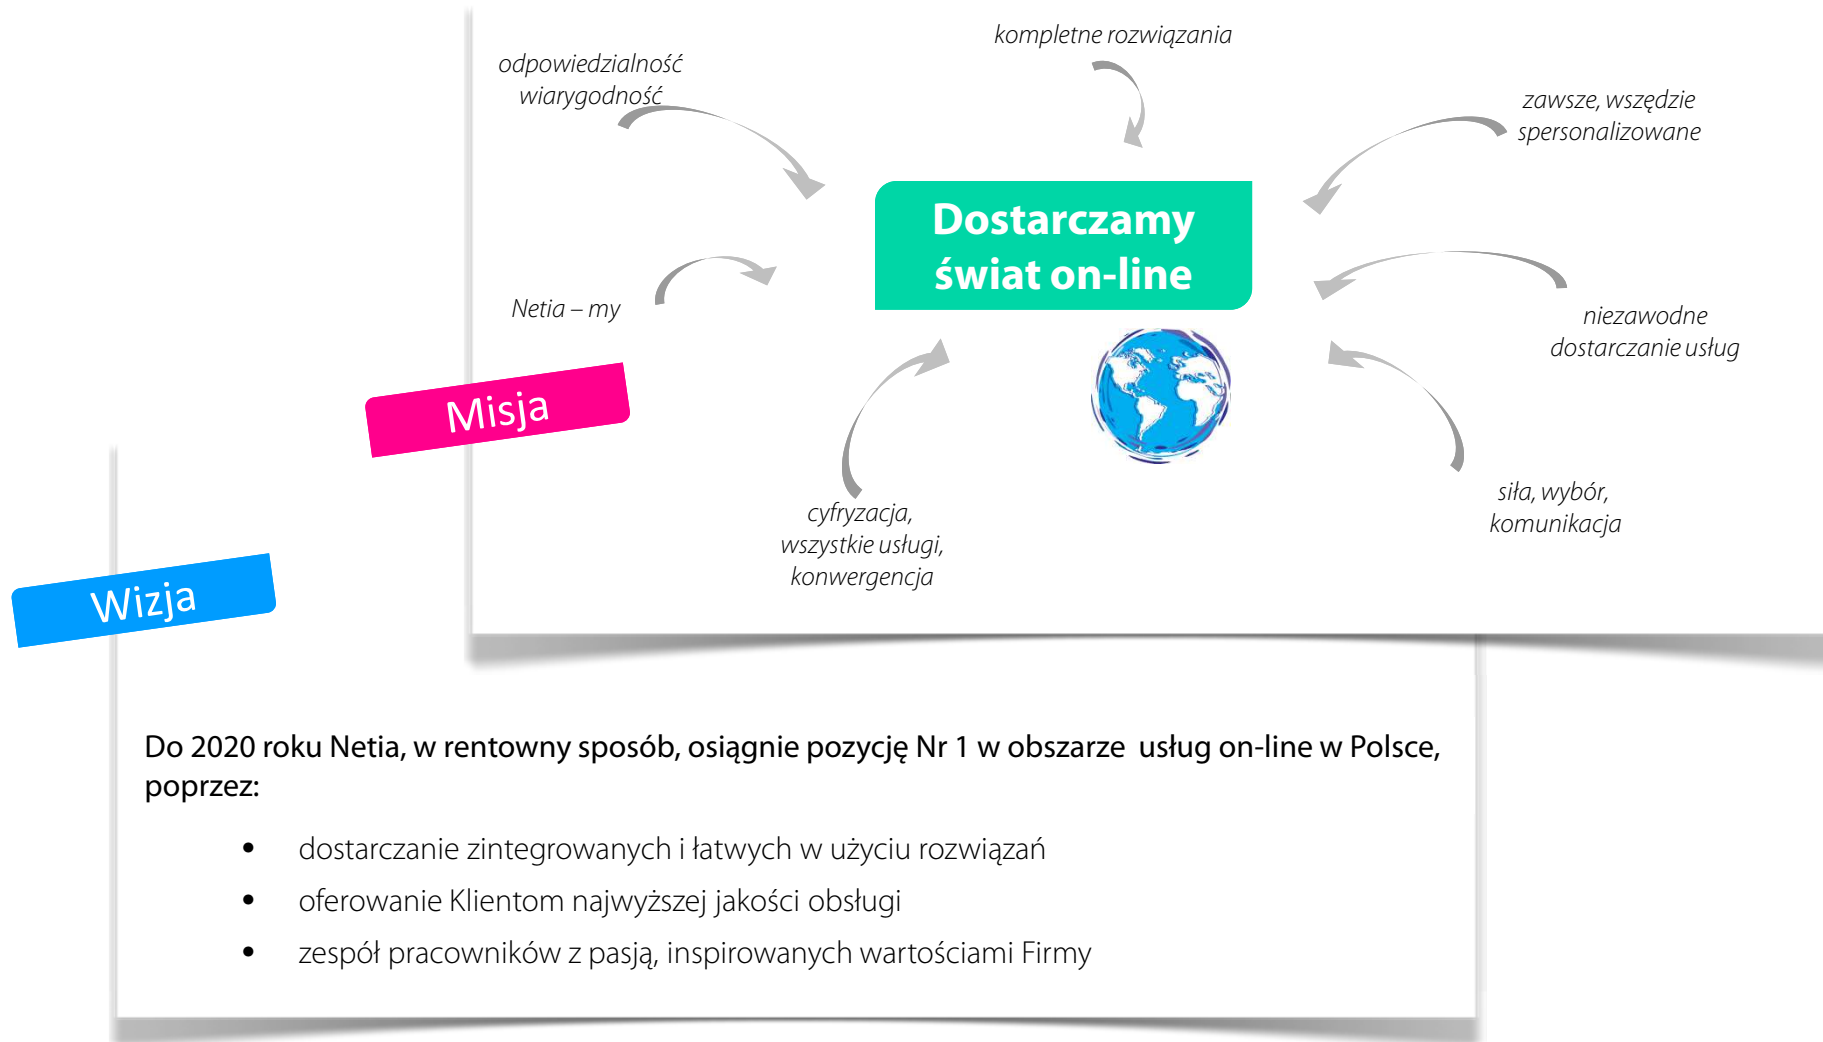 kompletne rozwiązania
odpowiedzialność
wiarygodność
zawsze, wszędzie
spersonalizowane
Dostarczamy
świat on-line
Netia – my
niezawodne
dostarczanie usług
Misja
siła, wybór,
komunikacja
cyfryzacja,
wszystkie usługi,
konwergencja
Wizja
Do 2020 roku Netia, w rentowny sposób, osiągnie pozycję Nr 1 w obszarze usług on-line w Polsce,
poprzez:
• dostarczanie zintegrowanych i łatwych w użyciu rozwiązań
• oferowanie Klientom najwyższej jakości obsługi
• zespół pracowników z pasją, inspirowanych wartościami Firmy